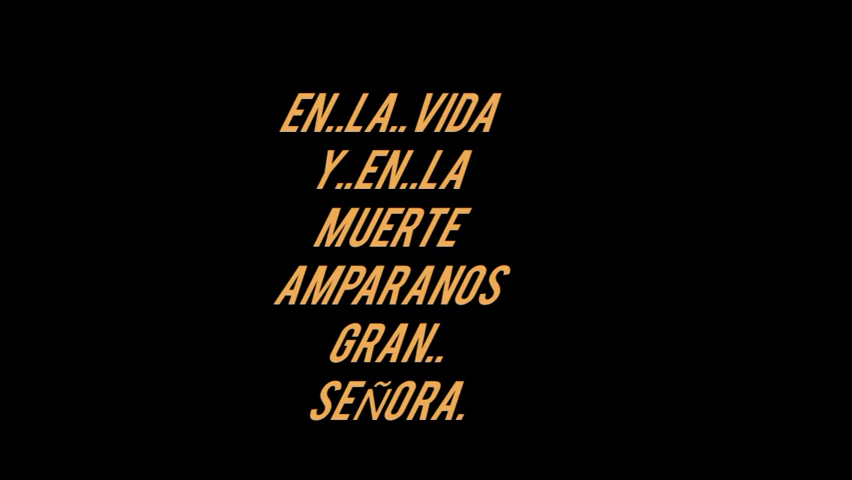 EN..LA.. VIDA
Y..EN..LA
MUERTE
AMPARANOS
GRAN..
SEÑORA.